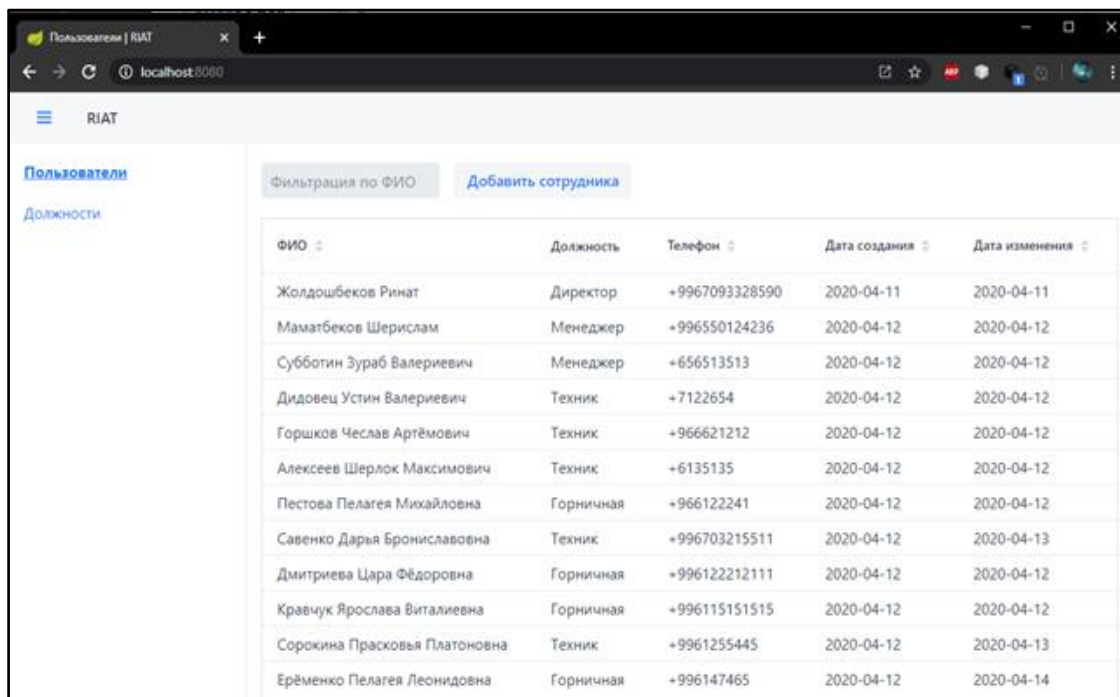 Пользователи | RIAT
localhost:8080
ABP
1
RIAT
Пользователи
Должности
Фильтрация по ФИО Добавить сотрудника
ФИО Должность Телефон Дата создания Дата изменения
Жолдошбеков Ринат Директор +9967093328590 2020-04-11 2020-04-11
Маматбеков Шерислам Менеджер +996550124236 2020-04-12 2020-04-12
Субботин Зураб Валериевич Менеджер +656513513 2020-04-12 2020-04-12
Дидовец Устин Валериевич Техник +7122654 2020-04-12 2020-04-12
Горшков Чеслав Артёмович Техник +966621212 2020-04-12 2020-04-12
Алексеев Шерлок Максимович Техник +6135135 2020-04-12 2020-04-12
Пестова Пелагея Михайловна Горничная +966122241 2020-04-12 2020-04-12
Савенко Дарья Брониславовна Техник +996703215511 2020-04-12 2020-04-13
Дмитриева Цара Фёдоровна Горничная +996122212111 2020-04-12 2020-04-12
Кравчук Ярослава Виталиевна Горничная +996115151515 2020-04-12 2020-04-12
Сорокина Прасковья Платоновна Техник +9961255445 2020-04-12 2020-04-13
Ерёменко Пелагея Леонидовна Горничная +996147465 2020-04-12 2020-04-14